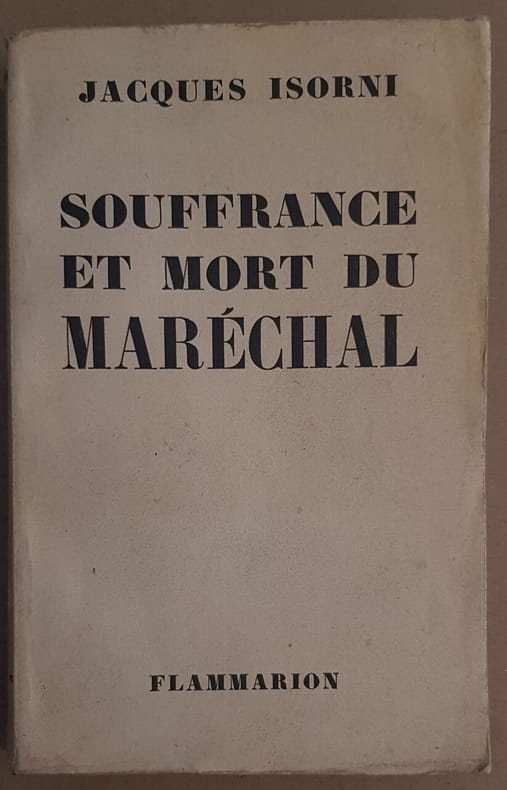 JACQUES ISORNI
SOUFFRANCE
ET MORT DU
MARÉCHAL
FLAMMARION